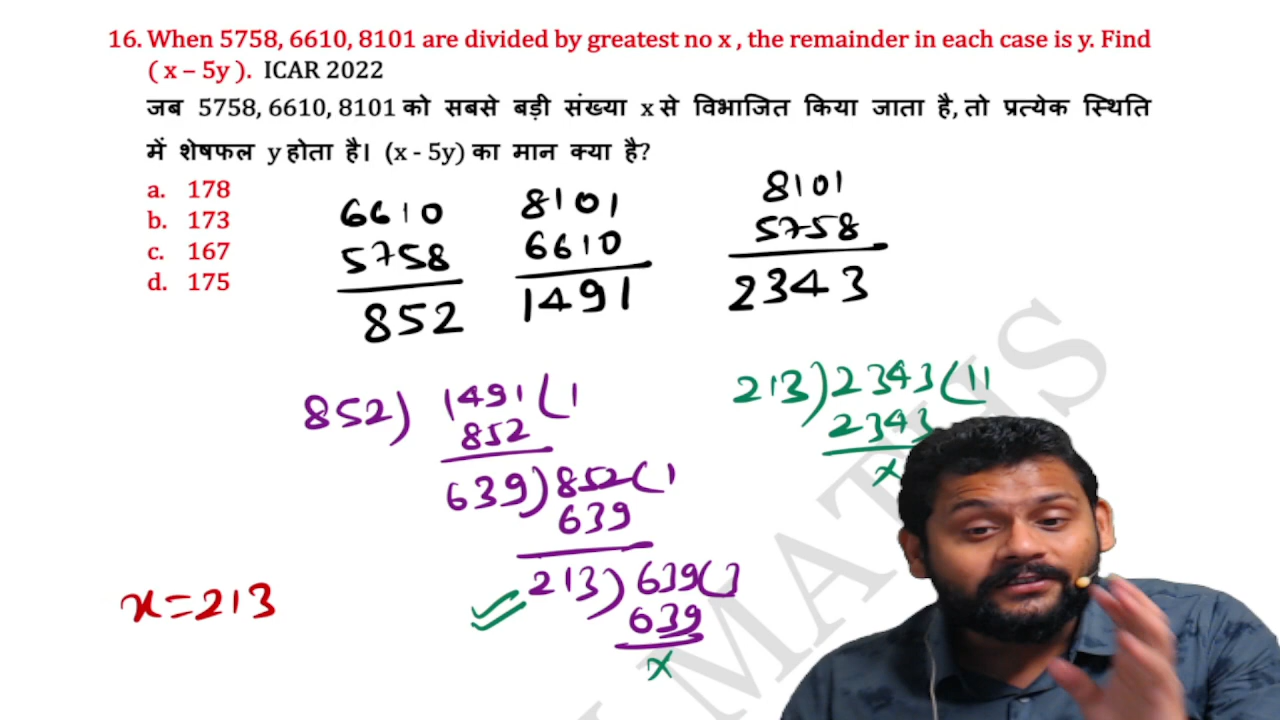 16. When 5758, 6610, 8101 are divided by greatest no x , the remainder in each case is y. Find
( x – 5y ). ICAR 2022
जब 5758, 6610, 8101 को सबसे बड़ी संख्या x से विभाजित किया जाता है, तो प्रत्येक स्थिति
में शेषफल y होता है। (x - 5y) का मान क्या है?
a. 178
b. 173
c. 167
d. 175
6610
5758
852
8101
6610
1491
8101
5758
2343
852) 1491 (1
852
639) 852 (1
639
213) 639 (3
639
x
213) 2343 (11
2343
x
x=213
MATHS